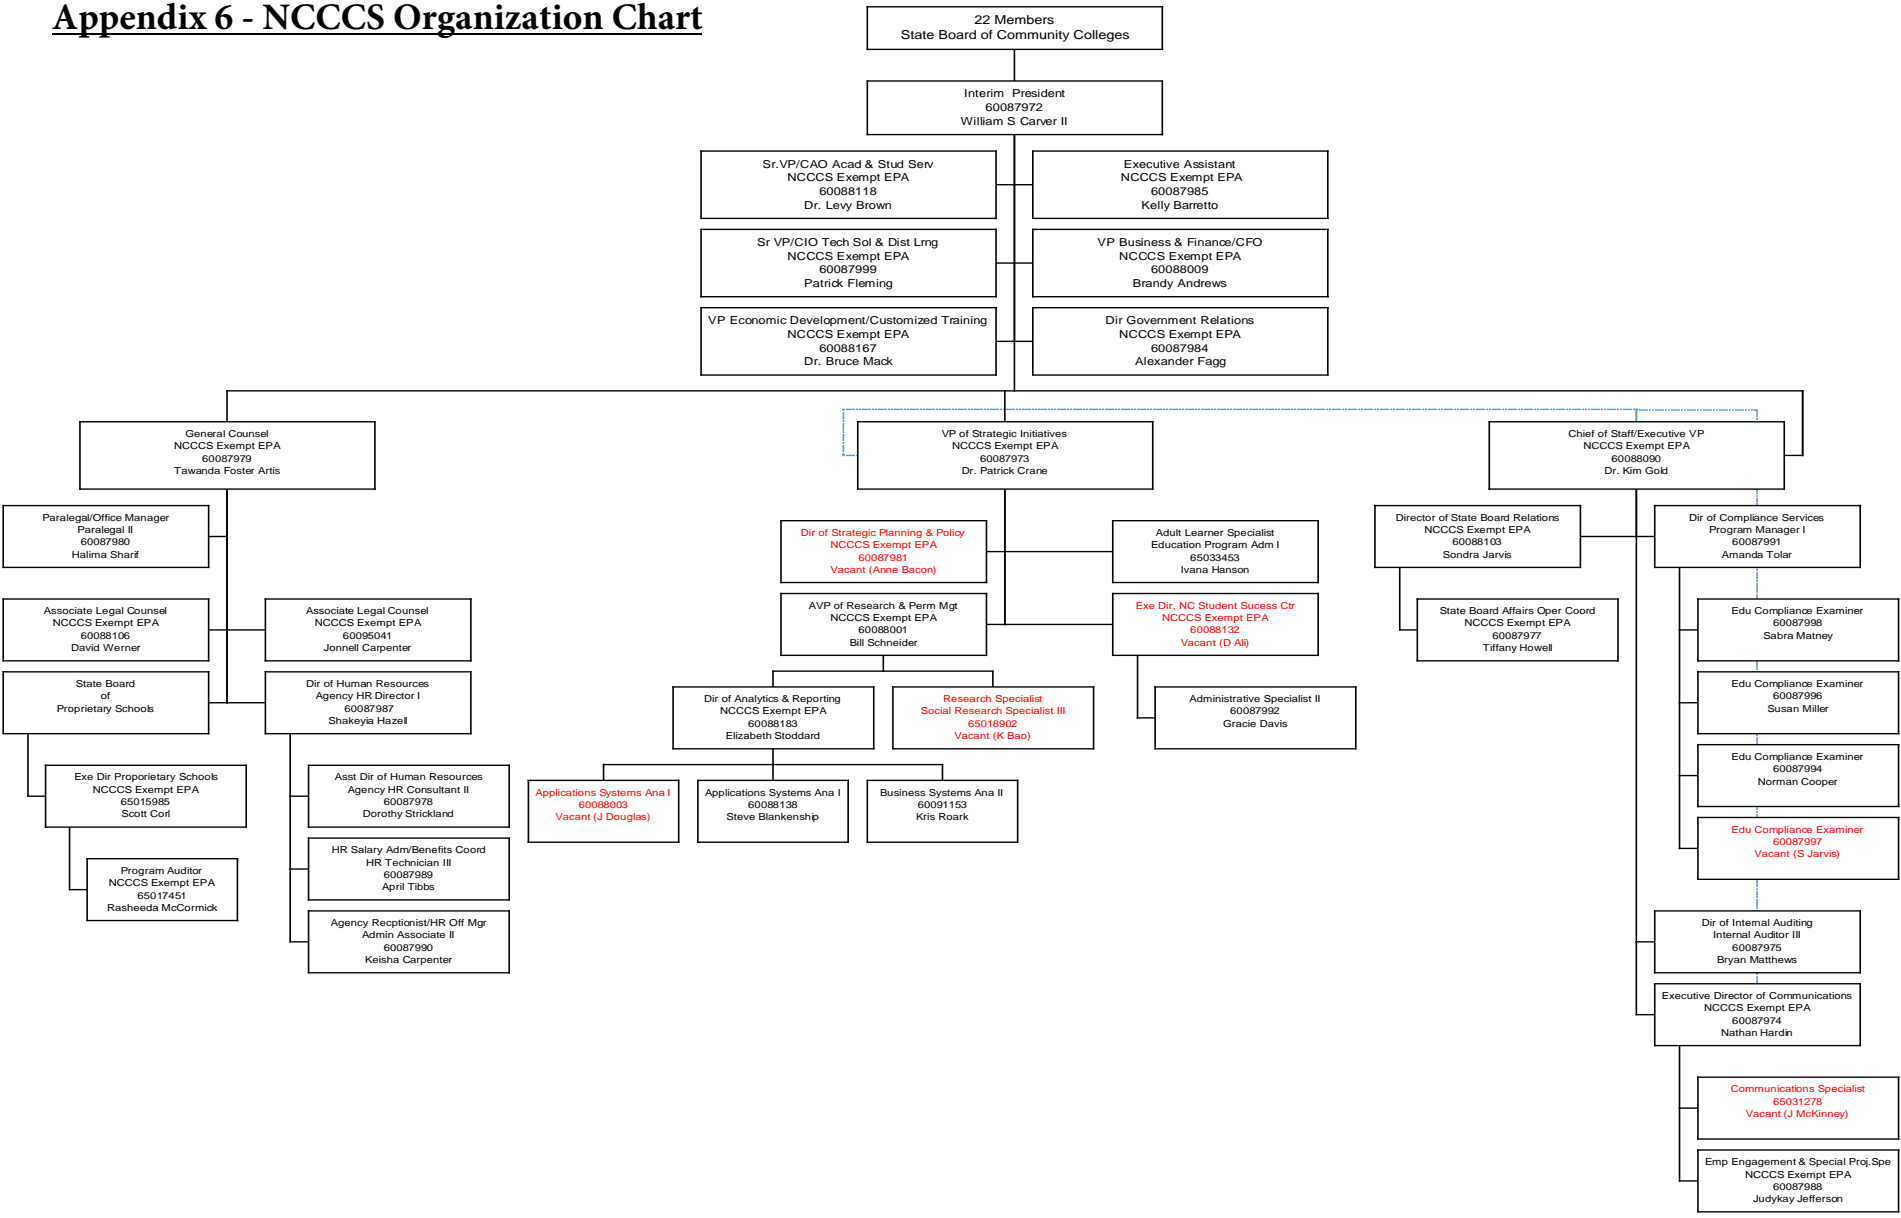 Appendix 6 - NCCCS Organization Chart
22 Members
State Board of Community Colleges
Interim President
60087972
William S Carver II
Sr.VP/CAO Acad & Stud Serv
NCCCS Exempt EPA
60088118
Dr. Levy Brown
Executive Assistant
NCCCS Exempt EPA
60087985
Kelly Barretto
Sr VP/CIO Tech Sol & Dist Lrng
NCCCS Exempt EPA
60087999
Patrick Fleming
VP Business & Finance/CFO
NCCCS Exempt EPA
60088009
Brandy Andrews
VP Economic Development/Customized Training
NCCCS Exempt EPA
60088167
Dr. Bruce Mack
Dir Government Relations
NCCCS Exempt EPA
60087984
Alexander Fagg
General Counsel
NCCCS Exempt EPA
60087979
Tawanda Foster Artis
Paralegal/Office Manager
Paralegal II
60087980
Halima Sharif
Associate Legal Counsel
NCCCS Exempt EPA
60088106
David Werner
Associate Legal Counsel
NCCCS Exempt EPA
60095041
Jonnell Carpenter
State Board
of
Proprietary Schools
Dir of Human Resources
Agency HR Director I
60087987
Shakeyia Hazell
Exe Dir Proporietary Schools
NCCCS Exempt EPA
65015985
Scott Corl
Program Auditor
NCCCS Exempt EPA
65017451
Rasheeda McCormick
Asst Dir of Human Resources
Agency HR Consultant II
60087978
Dorothy Strickland
HR Salary Adm/Benefits Coord
HR Technician III
60087989
April Tibbs
Agency Recptionist/HR Off Mgr
Admin Associate II
60087990
Keisha Carpenter
VP of Strategic Initiatives
NCCCS Exempt EPA
60087973
Dr. Patrick Crane
Dir of Strategic Planning & Policy
NCCCS Exempt EPA
60087981
Vacant (Anne Bacon)
Adult Learner Specialist
Education Program Adm I
65033453
Ivana Hanson
AVP of Research & Perm Mgt
NCCCS Exempt EPA
60088001
Bill Schneider
Exe Dir, NC Student Sucess Ctr
NCCCS Exempt EPA
60088132
Vacant (D Ali)
Dir of Analytics & Reporting
NCCCS Exempt EPA
60088183
Elizabeth Stoddard
Research Specialist
Social Research Specialist III
65018902
Vacant (K Bao)
Administrative Specialist II
60087992
Gracie Davis
Applications Systems Ana I
60088003
Vacant (J Douglas)
Applications Systems Ana I
60088138
Steve Blankenship
Business Systems Ana II
60091153
Kris Roark
Chief of Staff/Executive VP
NCCCS Exempt EPA
60088090
Dr. Kim Gold
Director of State Board Relations
NCCCS Exempt EPA
60088103
Sondra Jarvis
Dir of Compliance Services
Program Manager I
60087991
Amanda Tolar
State Board Affairs Oper Coord
NCCCS Exempt EPA
60087977
Tiffany Howell
Edu Compliance Examiner
60087998
Sabra Matney
Edu Compliance Examiner
60087996
Susan Miller
Edu Compliance Examiner
60087994
Norman Cooper
Edu Compliance Examiner
60087997
Vacant (S Jarvis)
Dir of Internal Auditing
Internal Auditor III
60087975
Bryan Matthews
Executive Director of Communications
NCCCS Exempt EPA
60087974
Nathan Hardin
Communications Specialist
65031278
Vacant (J McKinney)
Emp Engagement & Special Proj.Spe
NCCCS Exempt EPA
60087988
Judykay Jefferson